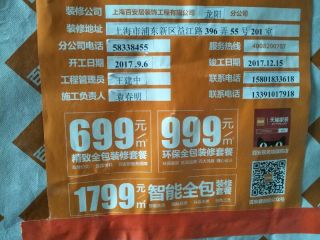 装修公司 上海百安居装饰工程有限公司 龙阳 分公司
装修地址 上海市浦东新区益江路396弄55号201室
分公司电话 58338455 服务热线 4008200707
开工日期 2017.9.6 竣工日期 2017.12.15
工程管理员 王建中 联系电话 15801833618
施工负责人 袁春明 联系电话 13391017918
699元/㎡
精致全包装修套餐
999元/㎡
环保全包装修套餐
1799元/㎡ 智能全包装修套餐